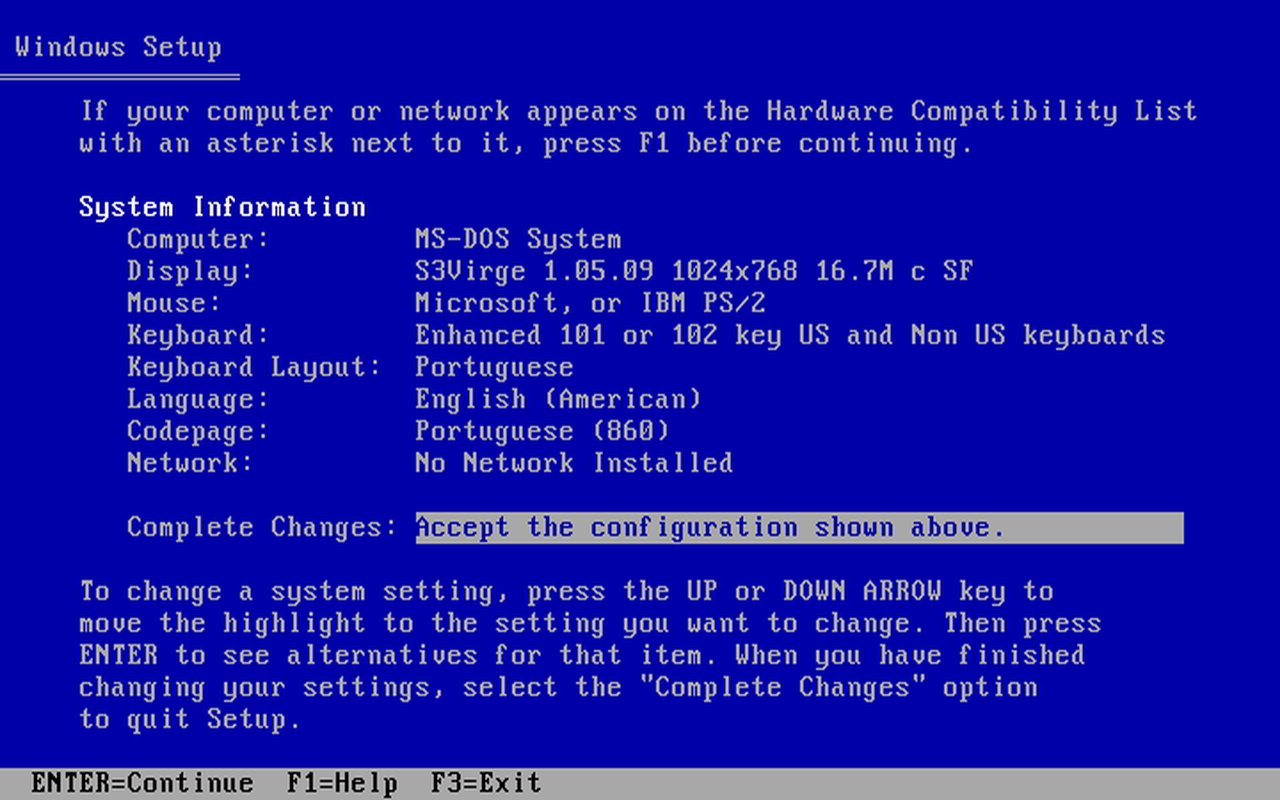 Windows Setup
If your computer or network appears on the Hardware Compatibility List
with an asterisk next to it, press F1 before continuing.
System Information
Computer: MS-DOS System
Display: S3Virge 1.05.09 1024x768 16.7M c SF
Mouse: Microsoft, or IBM PS/2
Keyboard: Enhanced 101 or 102 key US and Non US keyboards
Keyboard Layout: Portuguese
Language: English (American)
Codepage: Portuguese (860)
Network: No Network Installed
Complete Changes: Accept the configuration shown above.
To change a system setting, press the UP or DOWN ARROW key to
move the highlight to the setting you want to change. Then press
ENTER to see alternatives for that item. When you have finished
changing your settings, select the "Complete Changes" option
to quit Setup.
ENTER=Continue F1=Help F3=Exit